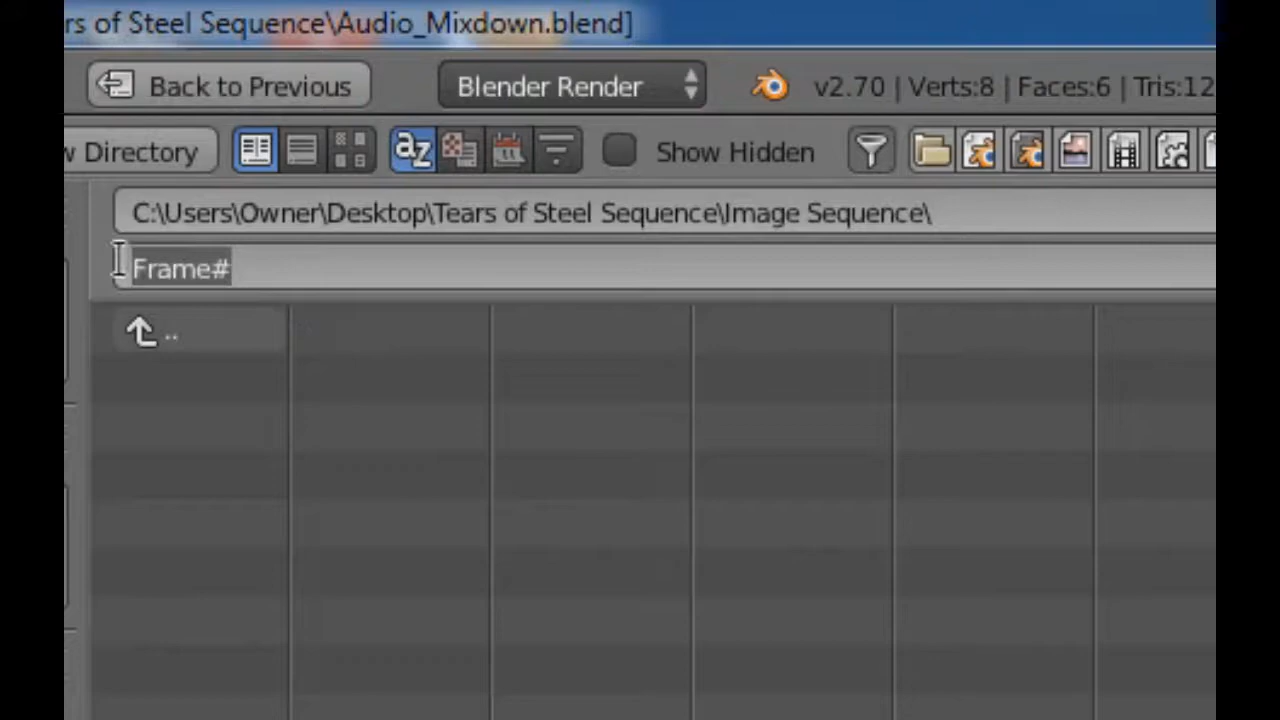 rs of Steel Sequence\Audio_Mixdown.blend]
Back to Previous Blender Render v2.70 | Verts:8 | Faces:6 | Tris:12
w Directory az Show Hidden
C:\Users\Owner\Desktop\Tears of Steel Sequence\Image Sequence\
Frame#
..